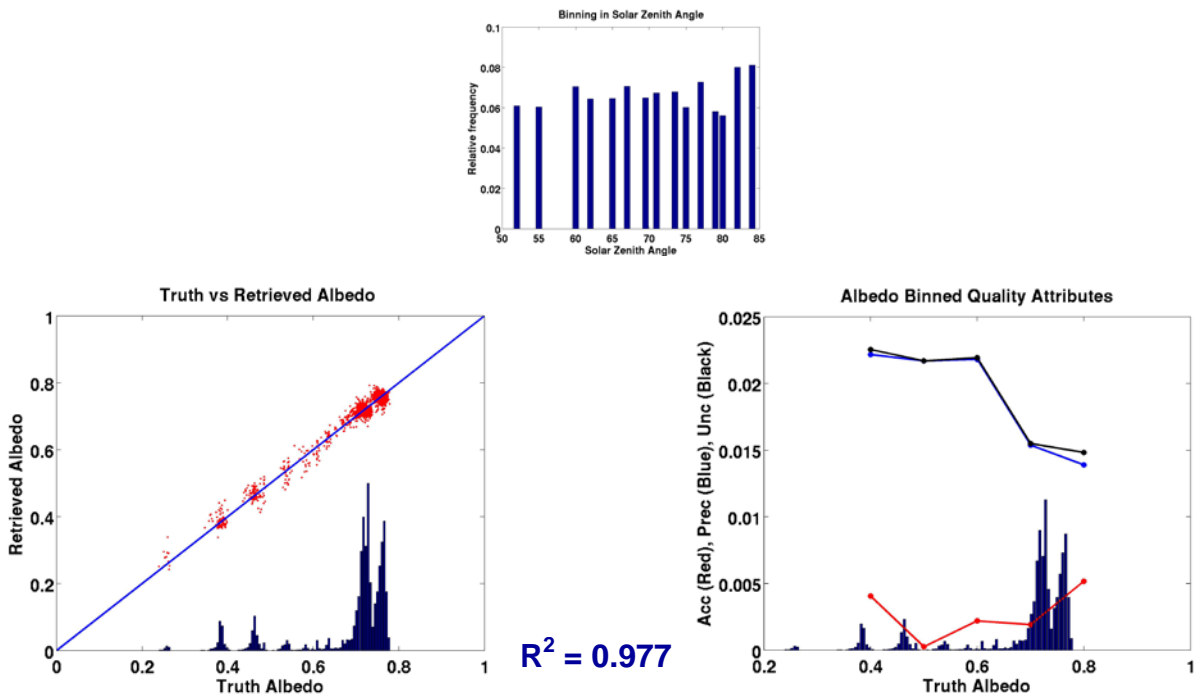 Binning in Solar Zenith Angle
0.1
0.08
0.06
0.04
0.02
0
Relative frequency
50 55 60 65 70 75 80 85
Solar Zenith Angle
Truth vs Retrieved Albedo
1
0.8
0.6
0.4
0.2
0
Retrieved Albedo
0 0.2 0.4 0.6 0.8 1
Truth Albedo
R² = 0.977
Albedo Binned Quality Attributes
0.025
0.02
0.015
0.01
0.005
0
Acc (Red), Prec (Blue), Unc (Black)
0.2 0.4 0.6 0.8 1
Truth Albedo